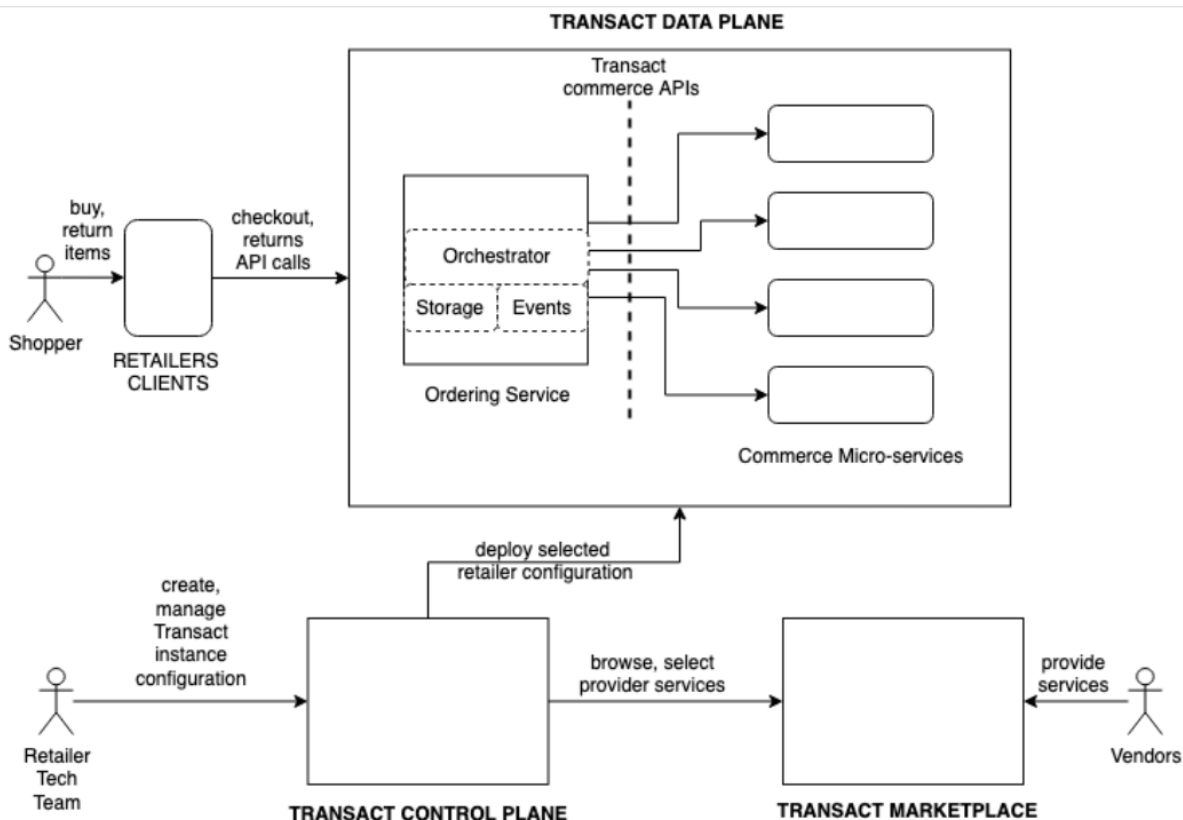 TRANSACT DATA PLANE
Transact
commerce APIs
buy,
return
items
checkout,
returns
API calls
Orchestrator
Storage
Events
Shopper
RETAILERS
CLIENTS
Ordering Service
Commerce Micro-services
deploy selected
retailer configuration
create,
manage
Transact
instance
configuration
browse, select
provider services
provide
services
Retailer
Tech
Team
Vendors
TRANSACT CONTROL PLANE
TRANSACT MARKETPLACE